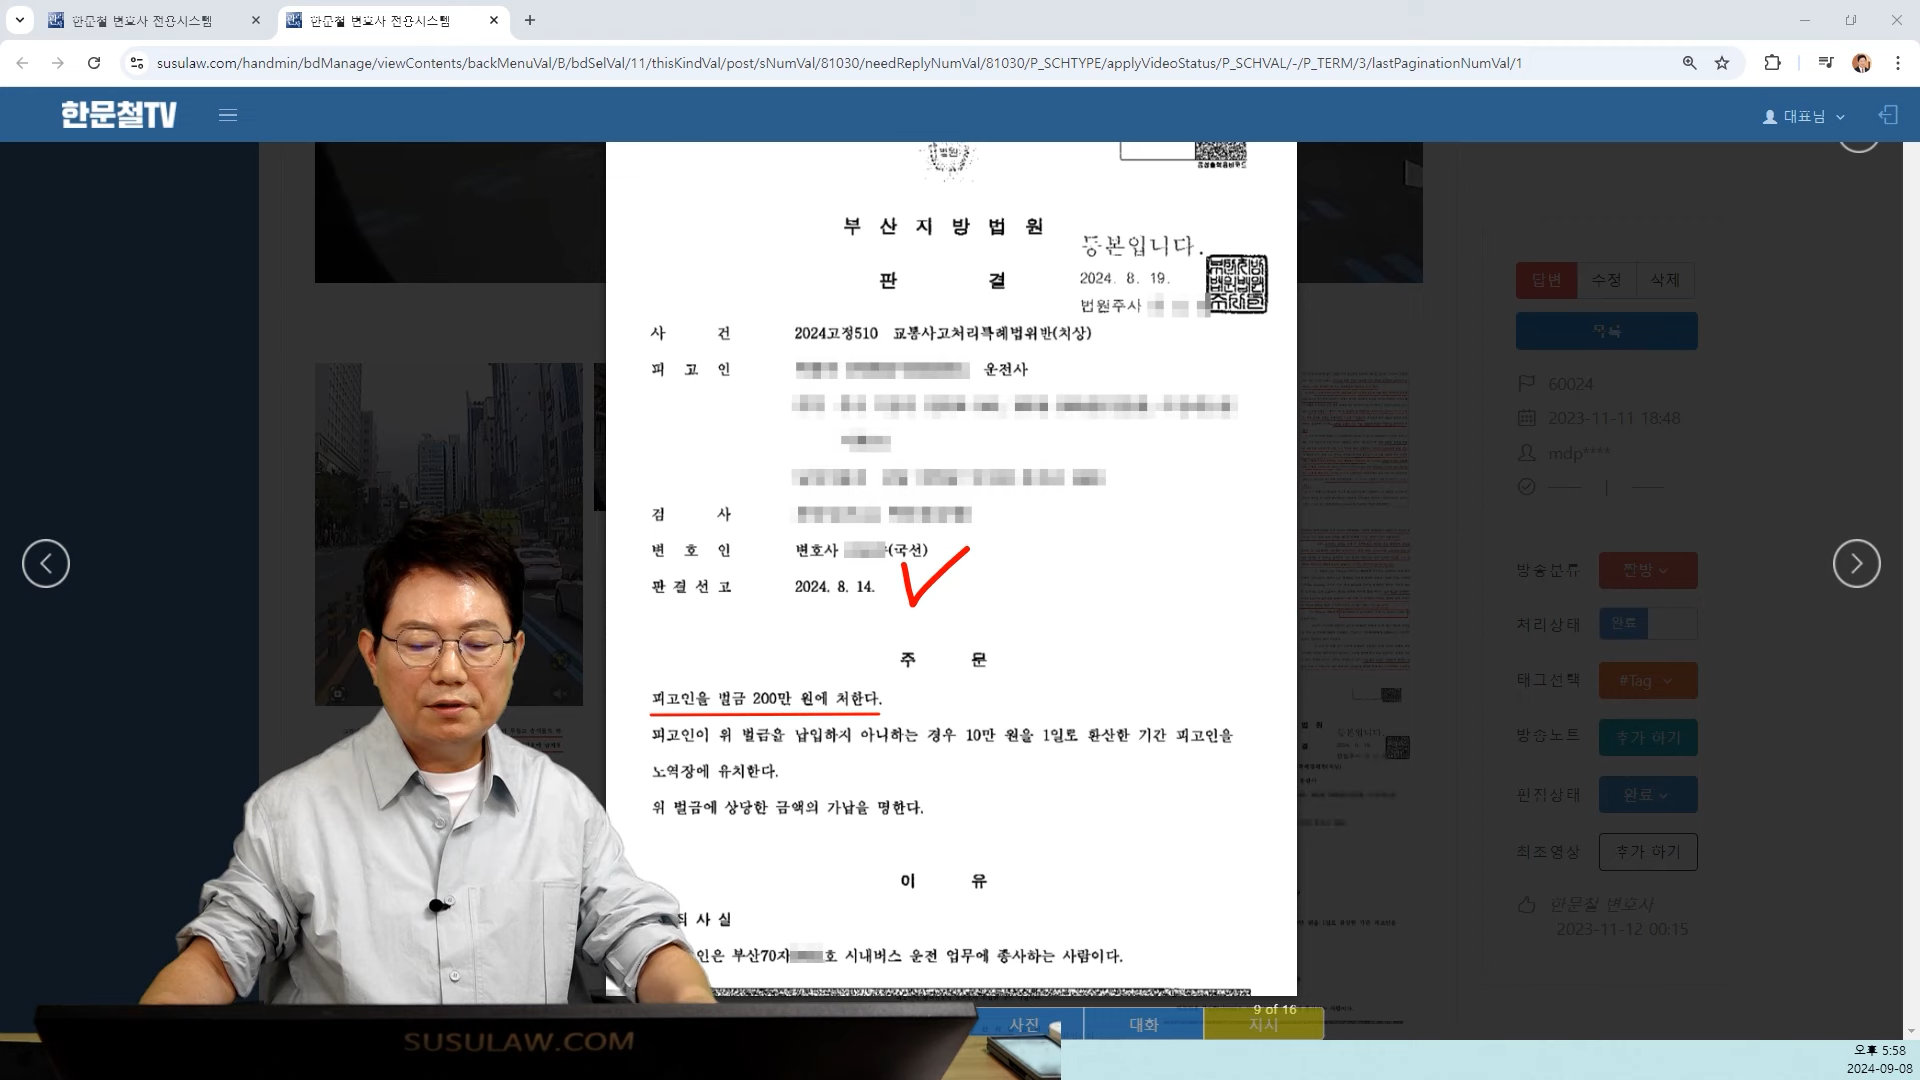 한문철 변호사 전용시스템
한문철 변호사 전용시스템
susulaw.com/handmin/bdManage/viewContents/backMenuVal/B/bdSelVal/11/thisKindVal/post/sNumVal/81030/needReplyNumVal/81030/P_SCHTYPE/applyVideoStatus/P_SCHVAL/-/P_TERM/3/lastPaginationNumVal/1
한문철TV
대표님
법원
부산지방법원
등본입니다.
판결
2024. 8. 19.
법원주사
사건 2024고정510 교통사고처리특례법위반(치상)
피고인 운전사
검사
변호인 변호사 (국선)
판결선고 2024. 8. 14.
주문
피고인을 벌금 200만 원에 처한다.
피고인이 위 벌금을 납입하지 아니하는 경우 10만 원을 1일로 환산한 기간 피고인을
노역장에 유치한다.
위 벌금에 상당한 금액의 가납을 명한다.
이유
죄사실
인은 부산70자 호 시내버스 운전 업무에 종사하는 사람이다.
답변 수정 삭제
목록
60024
2023-11-11 18:48
mdp****
방송분류 짠방
처리상태 완료
태그선택 #Tag
방송노트 추가 하기
편집상태 완료
최조영상 추가 하기
한문철 변호사
2023-11-12 00:15
9 of 16
사진 대화 지시
SUSULAW.COM
오후 5:58
2024-09-08